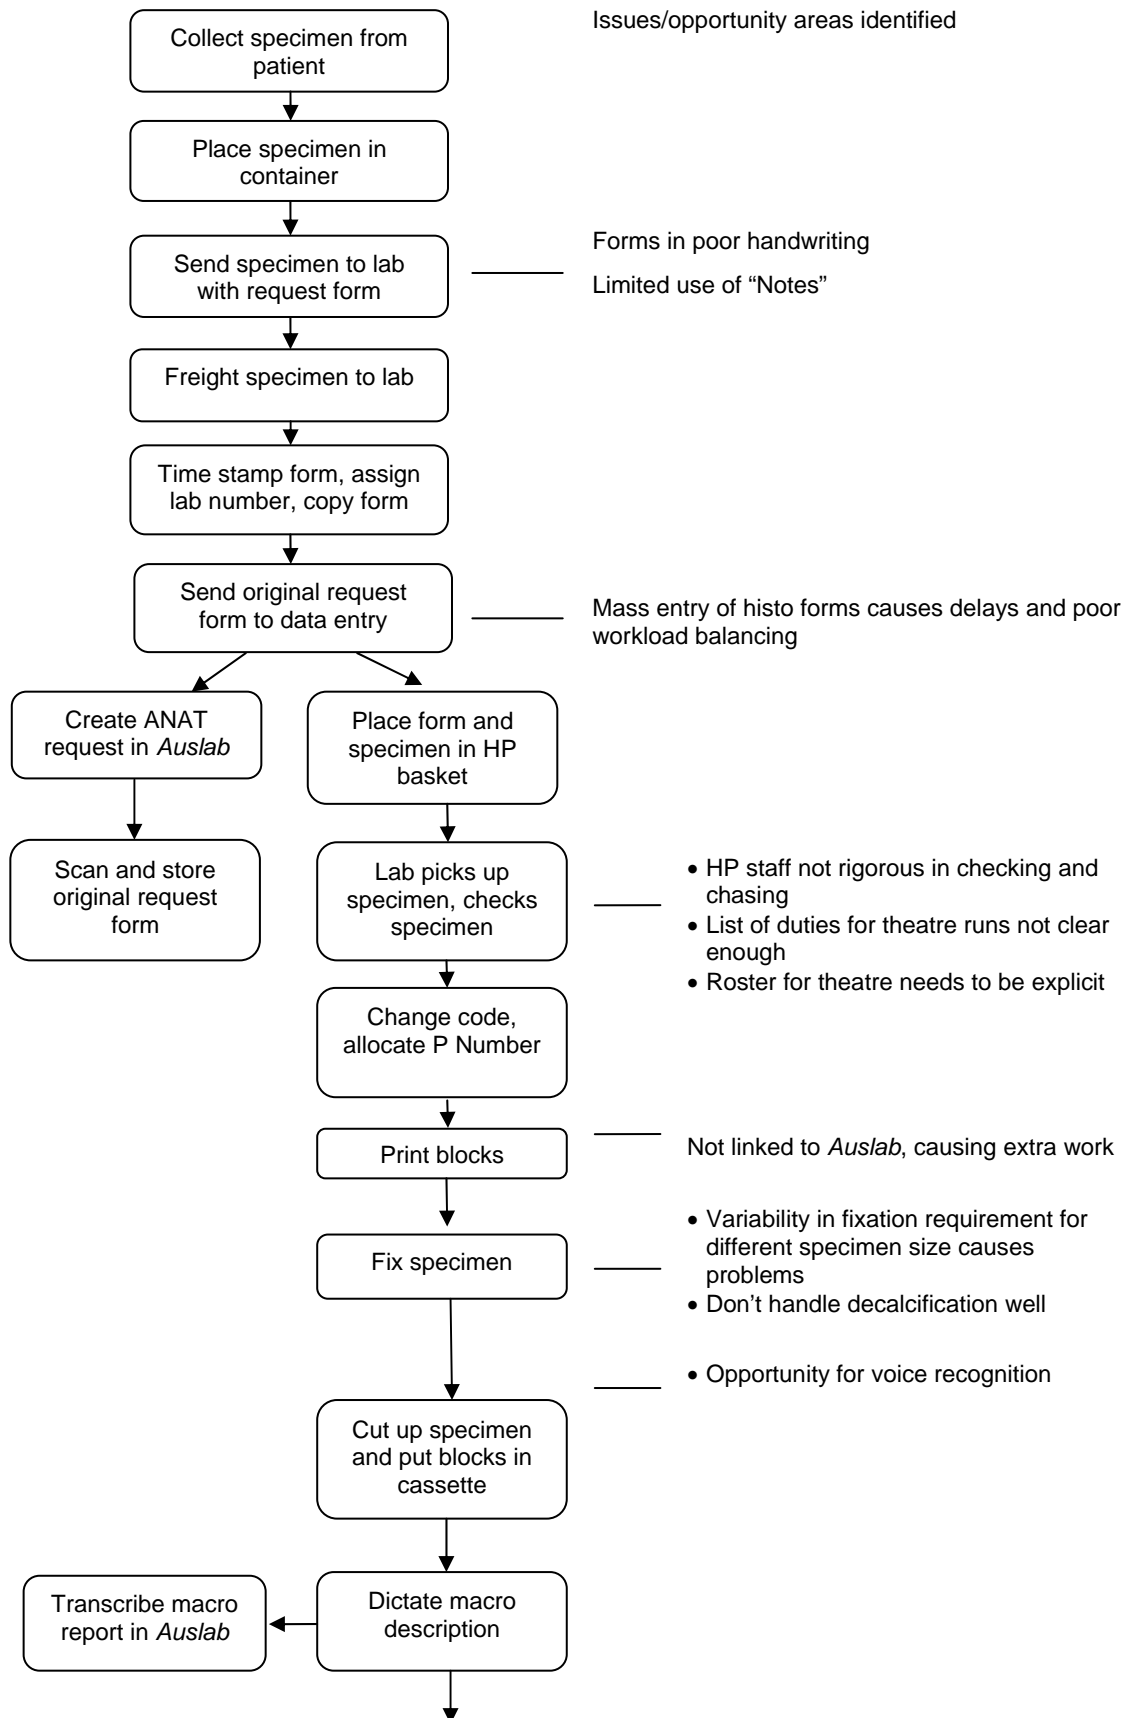 Issues/opportunity areas identified
Collect specimen from
patient
Place specimen in
container
Send specimen to lab
with request form
Forms in poor handwriting
Limited use of “Notes”
Freight specimen to lab
Time stamp form, assign
lab number, copy form
Send original request
form to data entry
Mass entry of histo forms causes delays and poor
workload balancing
Create ANAT
request in Auslab
Place form and
specimen in HP
basket
Scan and store
original request
form
Lab picks up
specimen, checks
specimen
• HP staff not rigorous in checking and
chasing
• List of duties for theatre runs not clear
enough
• Roster for theatre needs to be explicit
Change code,
allocate P Number
Print blocks
Not linked to Auslab, causing extra work
Fix specimen
• Variability in fixation requirement for
different specimen size causes
problems
• Don’t handle decalcification well
• Opportunity for voice recognition
Cut up specimen
and put blocks in
cassette
Transcribe macro
report in Auslab
Dictate macro
description